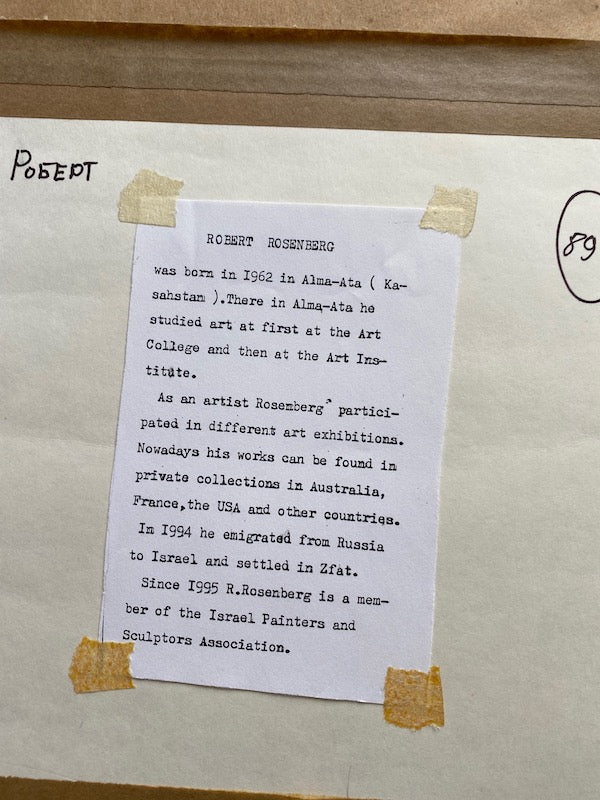 РОБЕРТ
89
ROBERT ROSENBERG
was born in I962 in Alma-Ata ( Ka-
sahstan ).There in Alma-Ata he
studied art at first at the Art
College and then at the Art Ins-
titute.
As an artist Rosenberg partici-
pated in different art exhibitions.
Nowadays his works can be found in
private collections in Australia,
France,the USA and other countries.
In I994 he emigrated from Russia
to Israel and settled in Zfat.
Since I995 R.Rosenberg is a mem-
ber of the Israel Painters and
Sculptors Association.